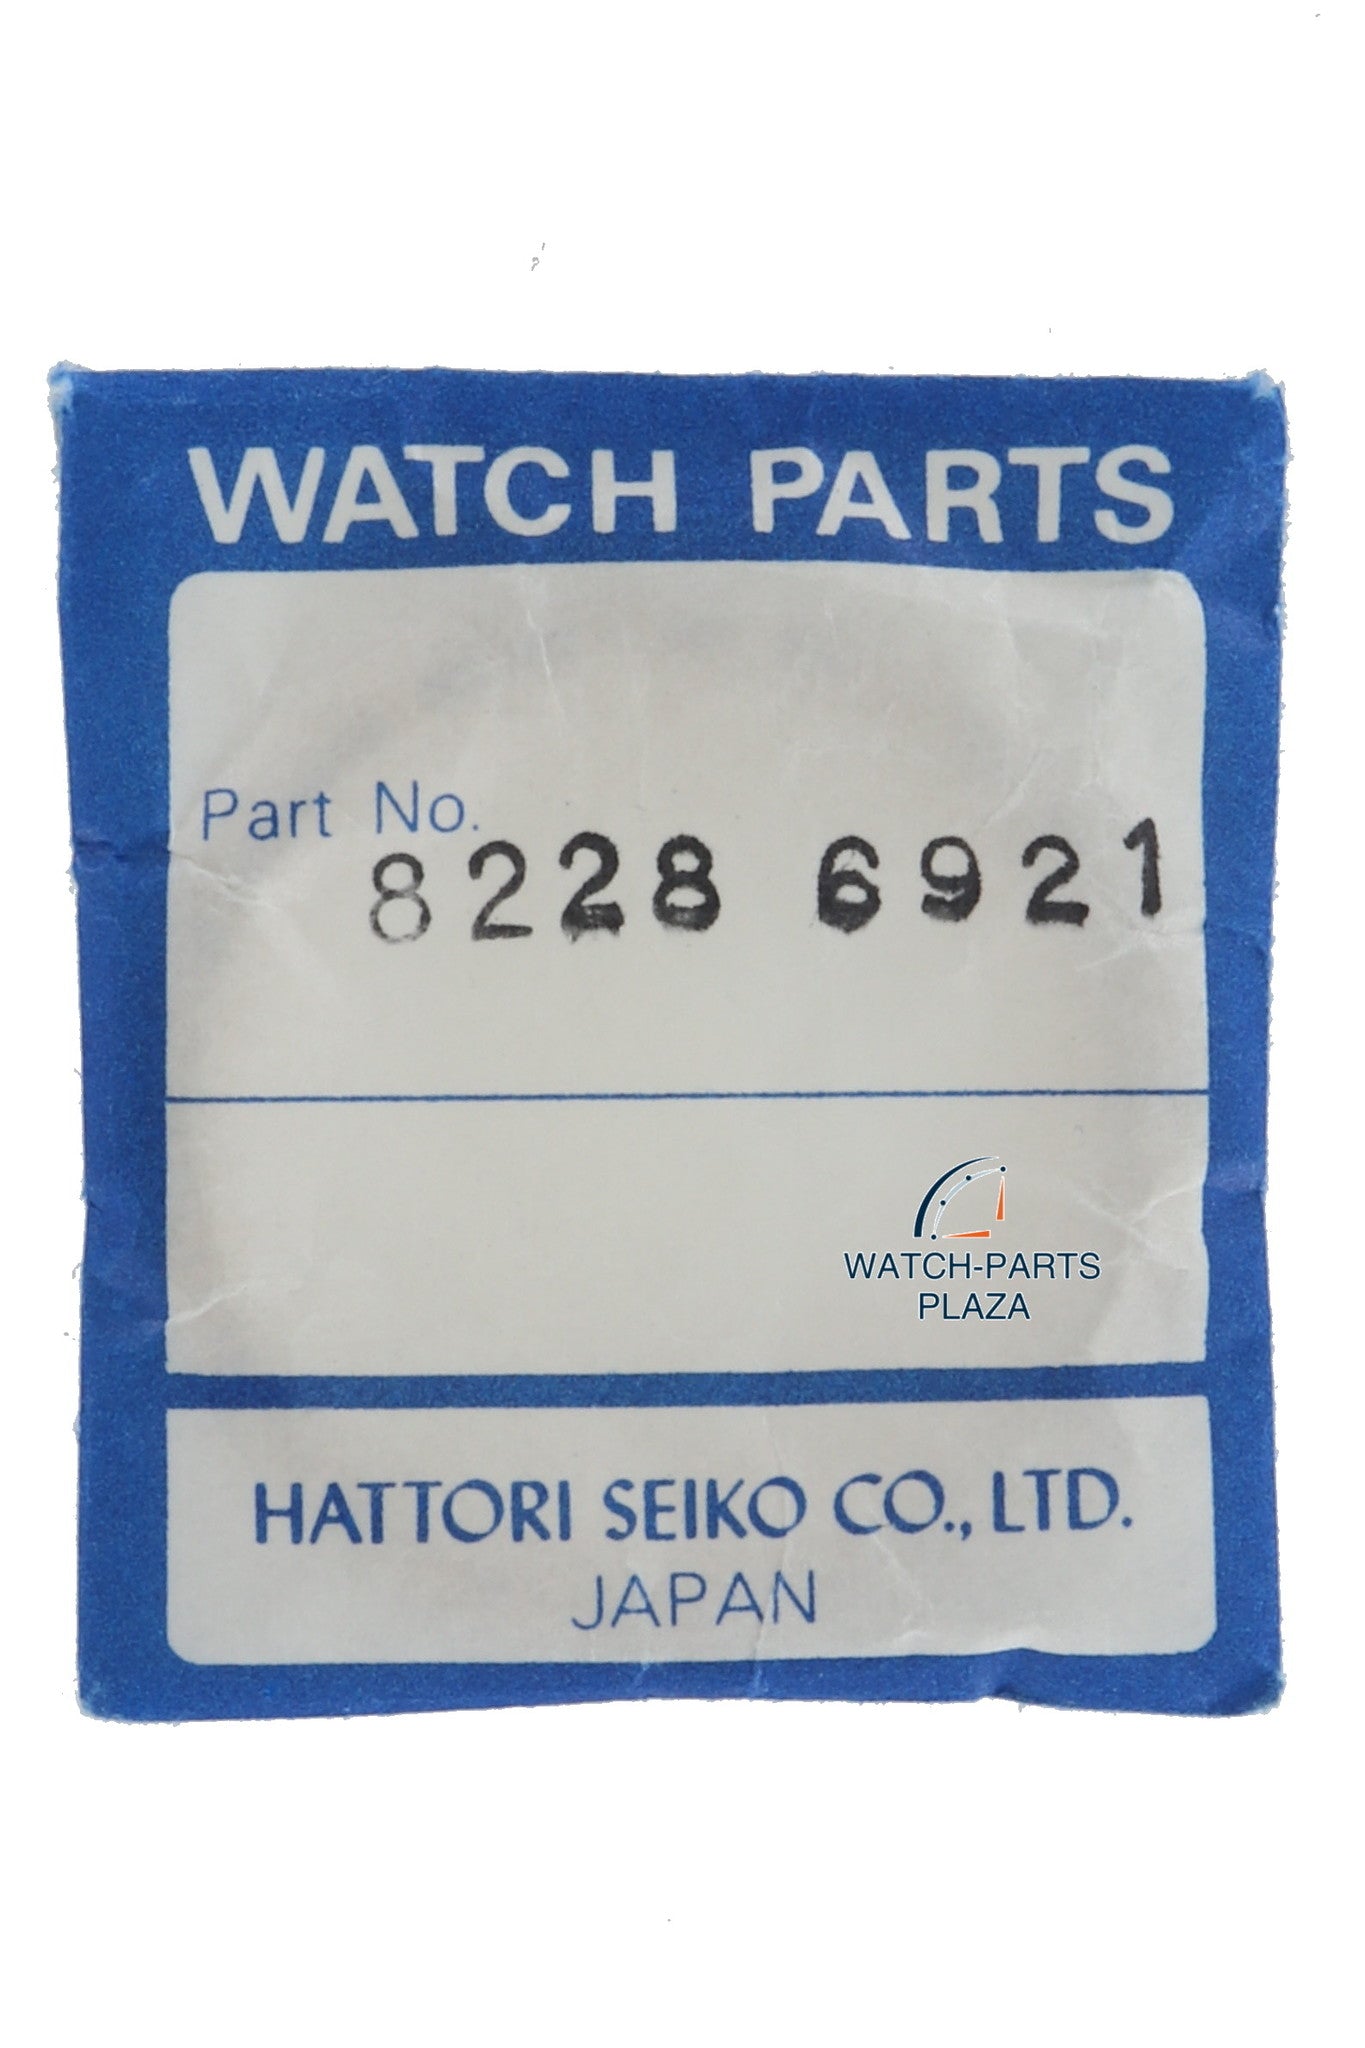 WATCH PARTS
Part No.
8228 6921
WATCH-PARTS
PLAZA
HATTORI SEIKO CO., LTD.
JAPAN